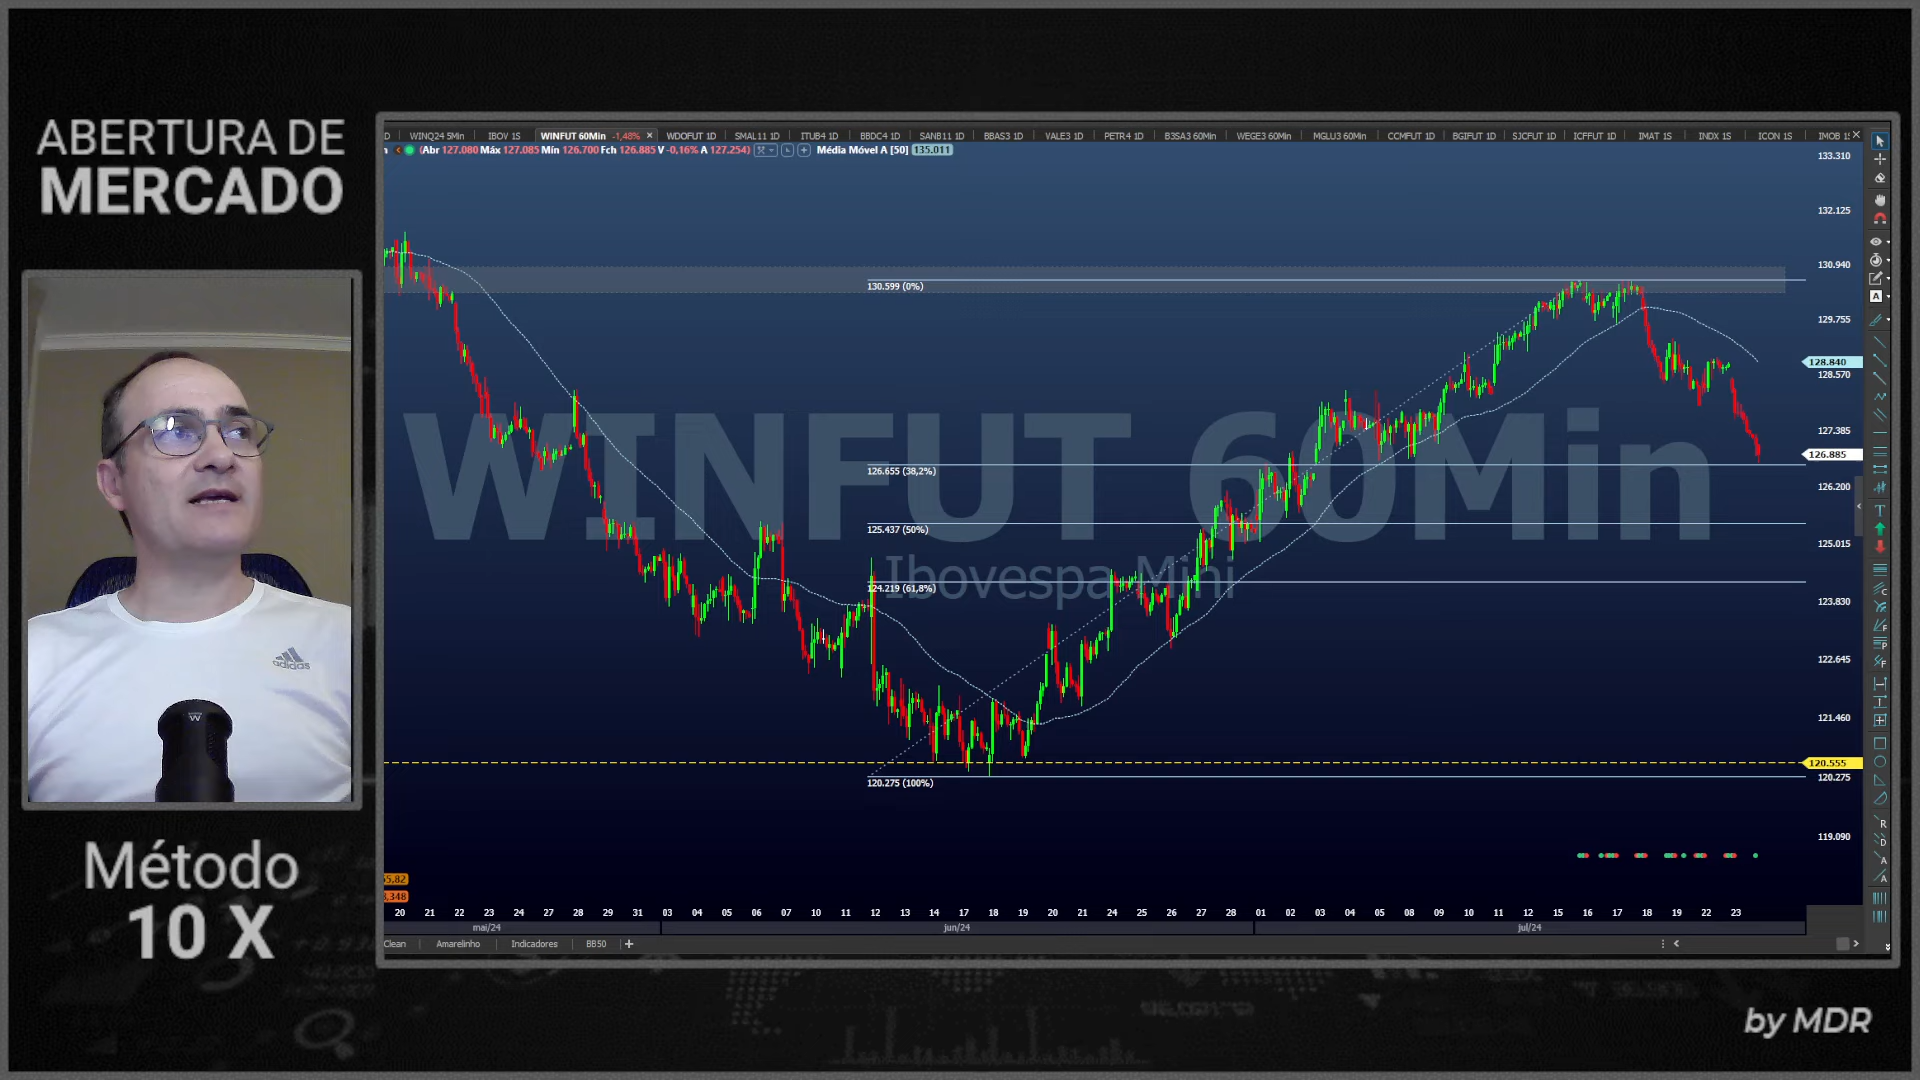 ABERTURA DE
MERCADO
adidas
Método
10 X
by MDR
D WINQ24 5Min IBOV 1S WINFUT 60Min -1,48% × WDOFUT 1D SMAL11 1D ITUB4 1D BBDC4 1D SANB11 1D BBAS3 1D VALE3 1D PETR4 1D B3SA3 60Min WEGE3 60Min MGLU3 60Min CCMFUT 1D BGIFUT 1D SJCFUT 1D ICFFUT 1D IMAT 1S INDX 1S ICON 1S IMOB 1S
(Abr 127.080 Máx 127.085 Mín 126.700 Fch 126.885 V -0,16% A 127.254) Média Móvel A [50] 135.011
133.310
132.125
130.940
130.599 (0%)
129.755
128.840
128.570
127.385
WINFUT 60Min
126.885
126.655 (38,2%)
126.200
125.437 (50%)
125.015
Ibovespa Mini
124.219 (61,8%)
123.830
122.645
121.460
120.555
120.275
120.275 (100%)
119.090
55,82
,348
20 21 22 23 24 27 28 29 31 03 04 05 06 07 10 11 12 13 14 17 18 19 20 21 24 25 26 27 28 01 02 03 04 05 08 09 10 11 12 15 16 17 18 19 22 23
mai/24 jun/24 jul/24
Clean Amarelinho Indicadores BB50 +